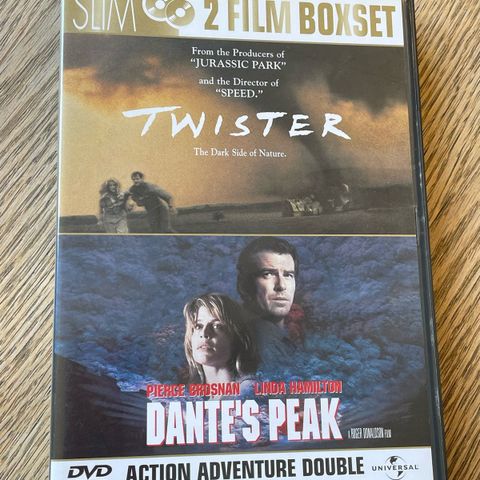 SLIM 2 FILM BOXSET
From the Producers of
"JURASSIC PARK"
and the Director of
"SPEED."
TWISTER
The Dark Side of Nature.
PIERCE BROSNAN LINDA HAMILTON
DANTE'S PEAK
A ROGER DONALDSON FILM
DVD ACTION ADVENTURE DOUBLE UNIVERSAL